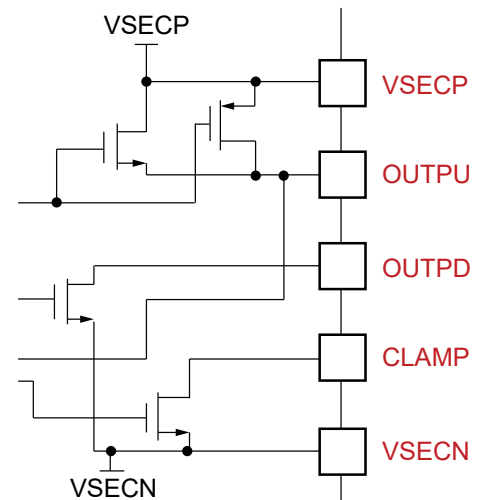 VSECP
VSECP
OUTPU
OUTPD
CLAMP
VSECN
VSECN